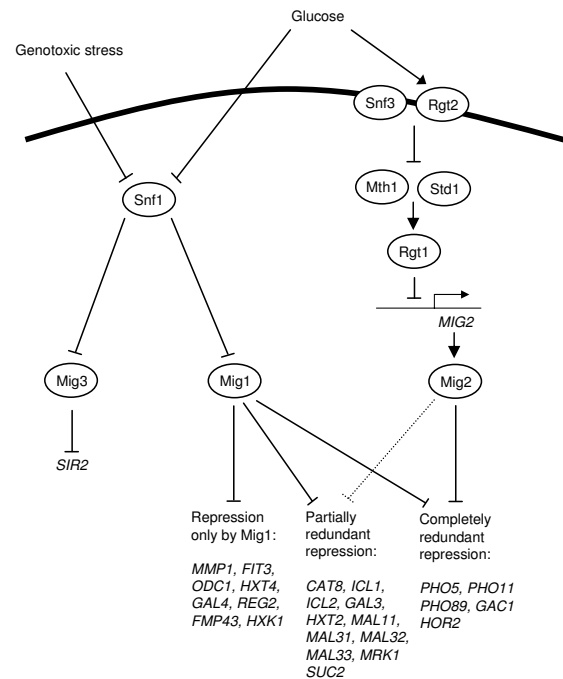 Glucose
Genotoxic stress
Snf3
Rgt2
Snf1
Mth1
Std1
Rgt1
MIG2
Mig3
Mig1
Mig2
SIR2
Repression
only by Mig1:
MMP1, FIT3,
ODC1, HXT4,
GAL4, REG2,
FMP43, HXK1
Partially
redundant
repression:
CAT8, ICL1,
ICL2, GAL3,
HXT2, MAL11,
MAL31, MAL32,
MAL33, MRK1
SUC2
Completely
redundant
repression:
PHO5, PHO11
PHO89, GAC1
HOR2